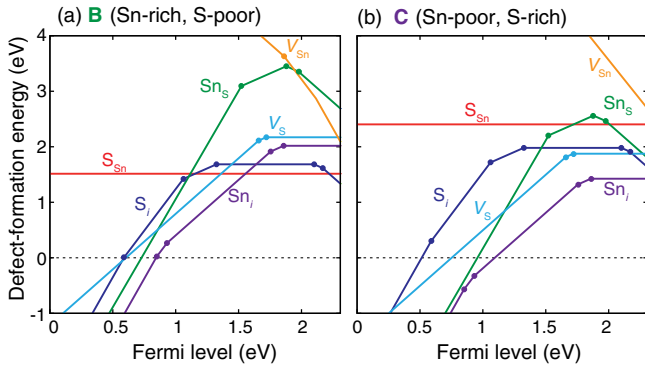 (a) B (Sn-rich, S-poor)
(b) C (Sn-poor, S-rich)
Defect-formation energy (eV)
4
3
2
1
0
-1
V_Sn
Sn_S
V_S
S_Sn
S_i
Sn_i
0 0.5 1 1.5 2
Fermi level (eV)
V_Sn
Sn_S
S_Sn
S_i
V_S
Sn_i
0 0.5 1 1.5 2
Fermi level (eV)